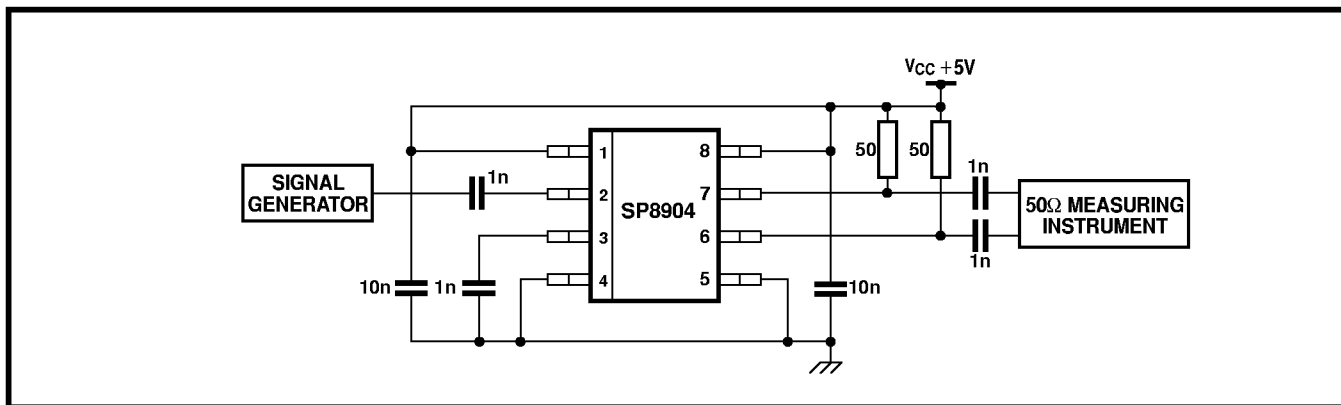 VCC +5V
50
50
1n
1n
SIGNAL
GENERATOR
1n
10n
1n
1
2
3
4
SP8904
8
7
6
5
10n
50Ω MEASURING
INSTRUMENT